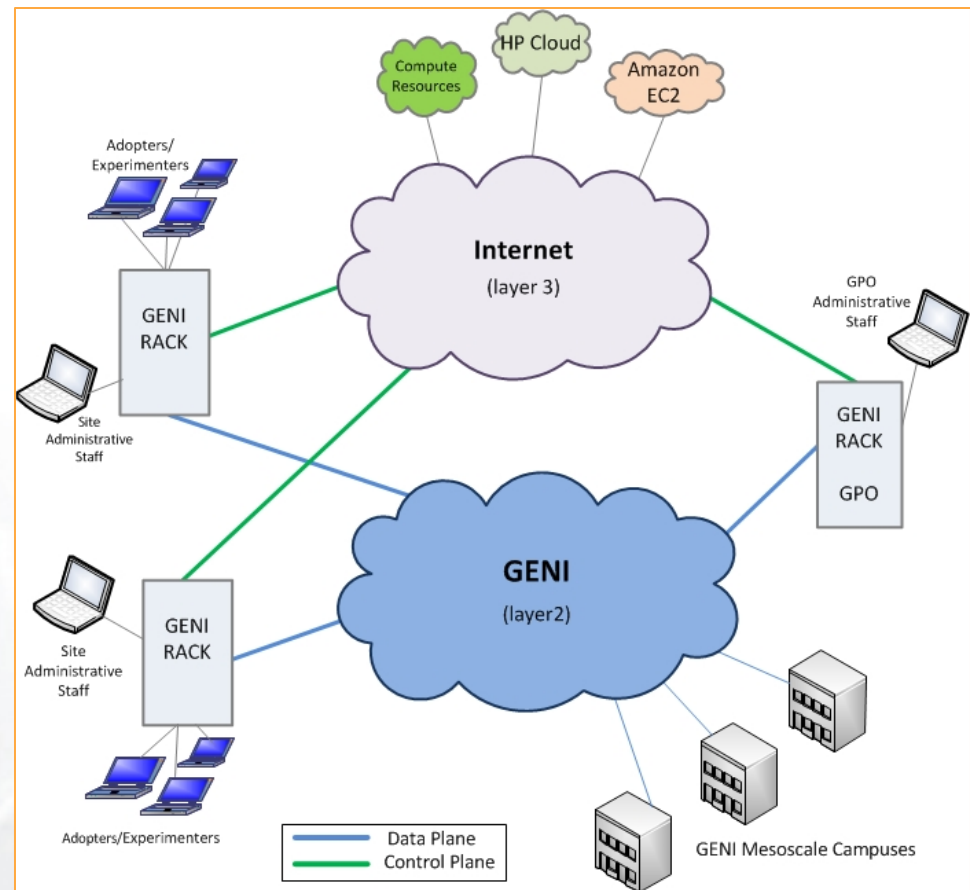 HP Cloud
Compute
Resources
Amazon
EC2
Adopters/
Experimenters
Internet
(layer 3)
GPO
Administrative
Staff
GENI
RACK
Site
Administrative
Staff
GENI
RACK
GPO
GENI
(layer2)
GENI
RACK
Site
Administrative
Staff
Adopters/Experimenters
Data Plane
Control Plane
GENI Mesoscale Campuses